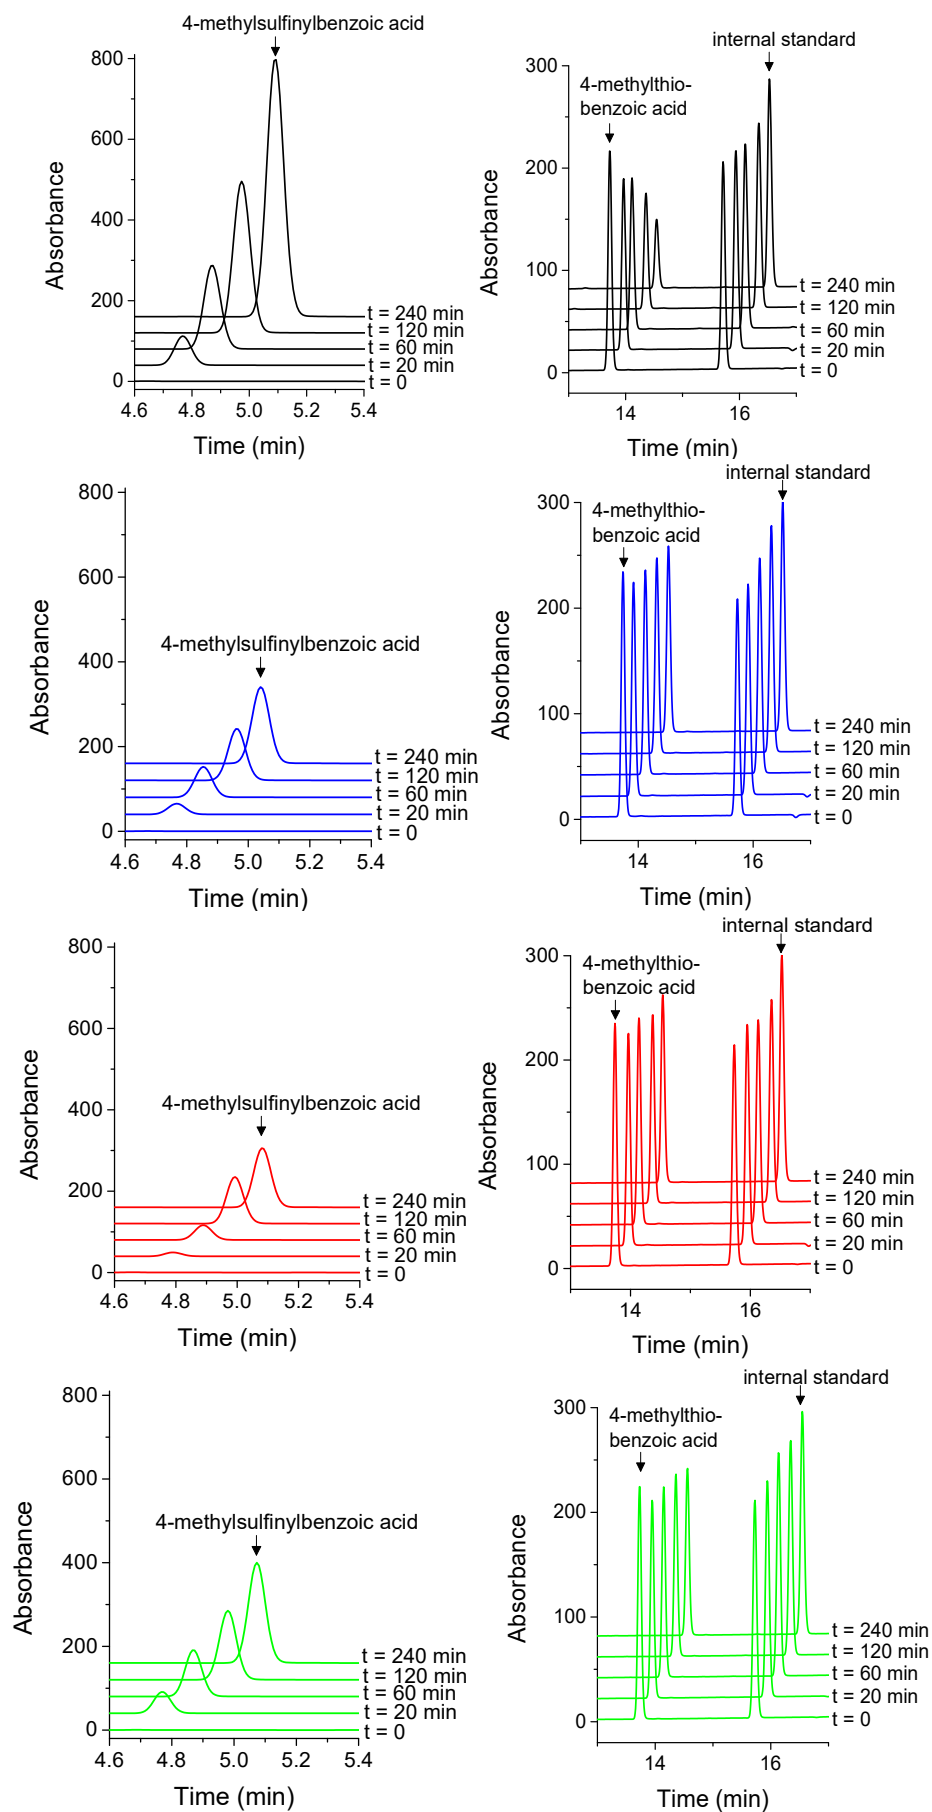 4-methylsulfinylbenzoic acid
800
600
400
200
0
Absorbance
t = 240 min
t = 120 min
t = 60 min
t = 20 min
t = 0
4.6 4.8 5.0 5.2 5.4
Time (min)
internal standard
4-methylthio-
benzoic acid
300
200
100
0
Absorbance
t = 240 min
t = 120 min
t = 60 min
t = 20 min
t = 0
14 16
Time (min)
800
600
400
200
0
Absorbance
4-methylsulfinylbenzoic acid
t = 240 min
t = 120 min
t = 60 min
t = 20 min
t = 0
4.6 4.8 5.0 5.2 5.4
Time (min)
internal standard
4-methylthio-
benzoic acid
300
200
100
0
Absorbance
t = 240 min
t = 120 min
t = 60 min
t = 20 min
t = 0
14 16
Time (min)
800
600
400
200
0
Absorbance
4-methylsulfinylbenzoic acid
t = 240 min
t = 120 min
t = 60 min
t = 20 min
t = 0
4.6 4.8 5.0 5.2 5.4
Time (min)
internal standard
4-methylthio-
benzoic acid
300
200
100
0
Absorbance
t = 240 min
t = 120 min
t = 60 min
t = 20 min
t = 0
14 16
Time (min)
800
600
400
200
0
Absorbance
4-methylsulfinylbenzoic acid
t = 240 min
t = 120 min
t = 60 min
t = 20 min
t = 0
4.6 4.8 5.0 5.2 5.4
Time (min)
internal standard
4-methylthio-
benzoic acid
300
200
100
0
Absorbance
t = 240 min
t = 120 min
t = 60 min
t = 20 min
t = 0
14 16
Time (min)